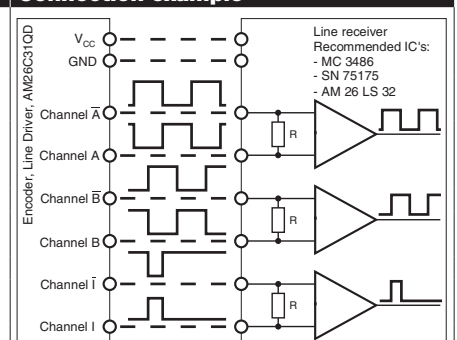 Connection example
Encoder, Line Driver, AM26C31QD
V_CC
GND
Channel A̅
Channel A
Channel B̅
Channel B
Channel I̅
Channel I
Line receiver
Recommended IC's:
- MC 3486
- SN 75175
- AM 26 LS 32
R
R
R